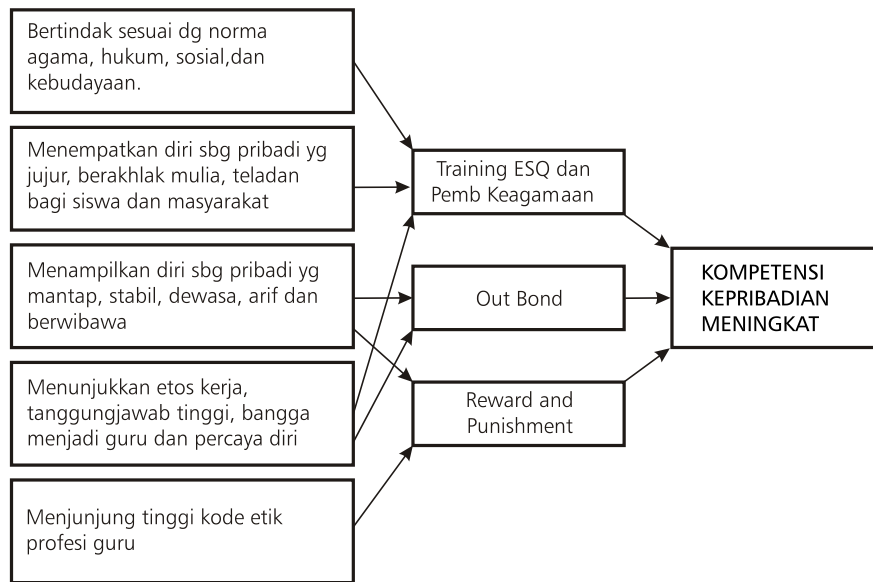 Bertindak sesuai dg norma
agama, hukum, sosial,dan
kebudayaan.
Menempatkan diri sbg pribadi yg
jujur, berakhlak mulia, teladan
bagi siswa dan masyarakat
Menampilkan diri sbg pribadi yg
mantap, stabil, dewasa, arif dan
berwibawa
Menunjukkan etos kerja,
tanggungjawab tinggi, bangga
menjadi guru dan percaya diri
Menjunjung tinggi kode etik
profesi guru
Training ESQ dan
Pemb Keagamaan
Out Bond
Reward and
Punishment
KOMPETENSI
KEPRIBADIAN
MENINGKAT